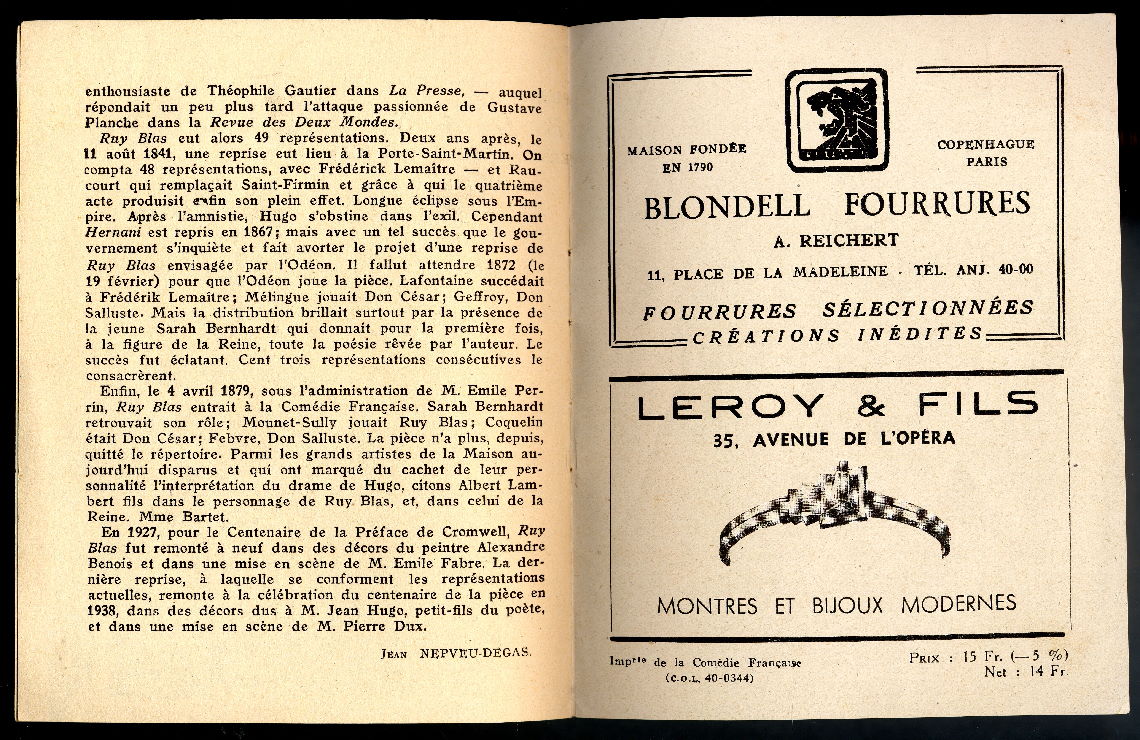 enthousiaste de Théophile Gautier dans La Presse, — auquel
répondait un peu plus tard l'attaque passionnée de Gustave
Planche dans la Revue des Deux Mondes.
Ruy Blas eut alors 49 représentations. Deux ans après, le
11 août 1841, une reprise eut lieu à la Porte-Saint-Martin. On
compta 48 représentations, avec Frédérick Lemaître — et Rau-
court qui remplaçait Saint-Firmin et grâce à qui le quatrième
acte produisit enfin son plein effet. Longue éclipse sous l'Em-
pire. Après l'amnistie, Hugo s'obstine dans l'exil. Cependant
Hernani est repris en 1867; mais avec un tel succès que le gou-
vernement s'inquiète et fait avorter le projet d'une reprise de
Ruy Blas envisagée par l'Odéon. Il fallut attendre 1872 (le
19 février) pour que l'Odéon joue la pièce. Lafontaine succédait
à Frédérik Lemaître; Mélingue jouait Don César; Geffroy, Don
Salluste. Mais la distribution brillait surtout par la présence de
la jeune Sarah Bernhardt qui donnait pour la première fois,
à la figure de la Reine, toute la poésie rêvée par l'auteur. Le
succès fut éclatant. Cent trois représentations consécutives le
consacrèrent.
Enfin, le 4 avril 1879, sous l'administration de M. Emile Per-
rin, Ruy Blas entrait à la Comédie Française. Sarah Bernhardt
retrouvait son rôle; Mounet-Sully jouait Ruy Blas; Coquelin
était Don César; Febvre, Don Salluste. La pièce n'a plus, depuis,
quitté le répertoire. Parmi les grands artistes de la Maison au-
jourd'hui disparus et qui ont marqué du cachet de leur per-
sonnalité l'interprétation du drame de Hugo, citons Albert Lam-
bert fils dans le personnage de Ruy Blas, et, dans celui de la
Reine. Mme Bartet.
En 1927, pour le Centenaire de la Préface de Cromwell, Ruy
Blas fut remonté à neuf dans des décors du peintre Alexandre
Benois et dans une mise en scène de M. Emile Fabre. La der-
nière reprise, à laquelle se conforment les représentations
actuelles, remonte à la célébration du centenaire de la pièce en
1938, dans des décors dus à M. Jean Hugo, petit-fils du poète,
et dans une mise en scène de M. Pierre Dux.
JEAN NEPVEU-DEGAS.
MAISON FONDÉE
EN 1790
COPENHAGUE
PARIS
BLONDELL FOURRURES
A. REICHERT
11, PLACE DE LA MADELEINE - TÉL. ANJ. 40-00
FOURRURES SÉLECTIONNÉES
CRÉATIONS INÉDITES
LEROY & FILS
35, AVENUE DE L'OPÉRA
MONTRES ET BIJOUX MODERNES
Imprie de la Comédie Française
(C.O.L. 40-0344)
PRIX : 15 Fr. (— 5 %)
Net : 14 Fr.